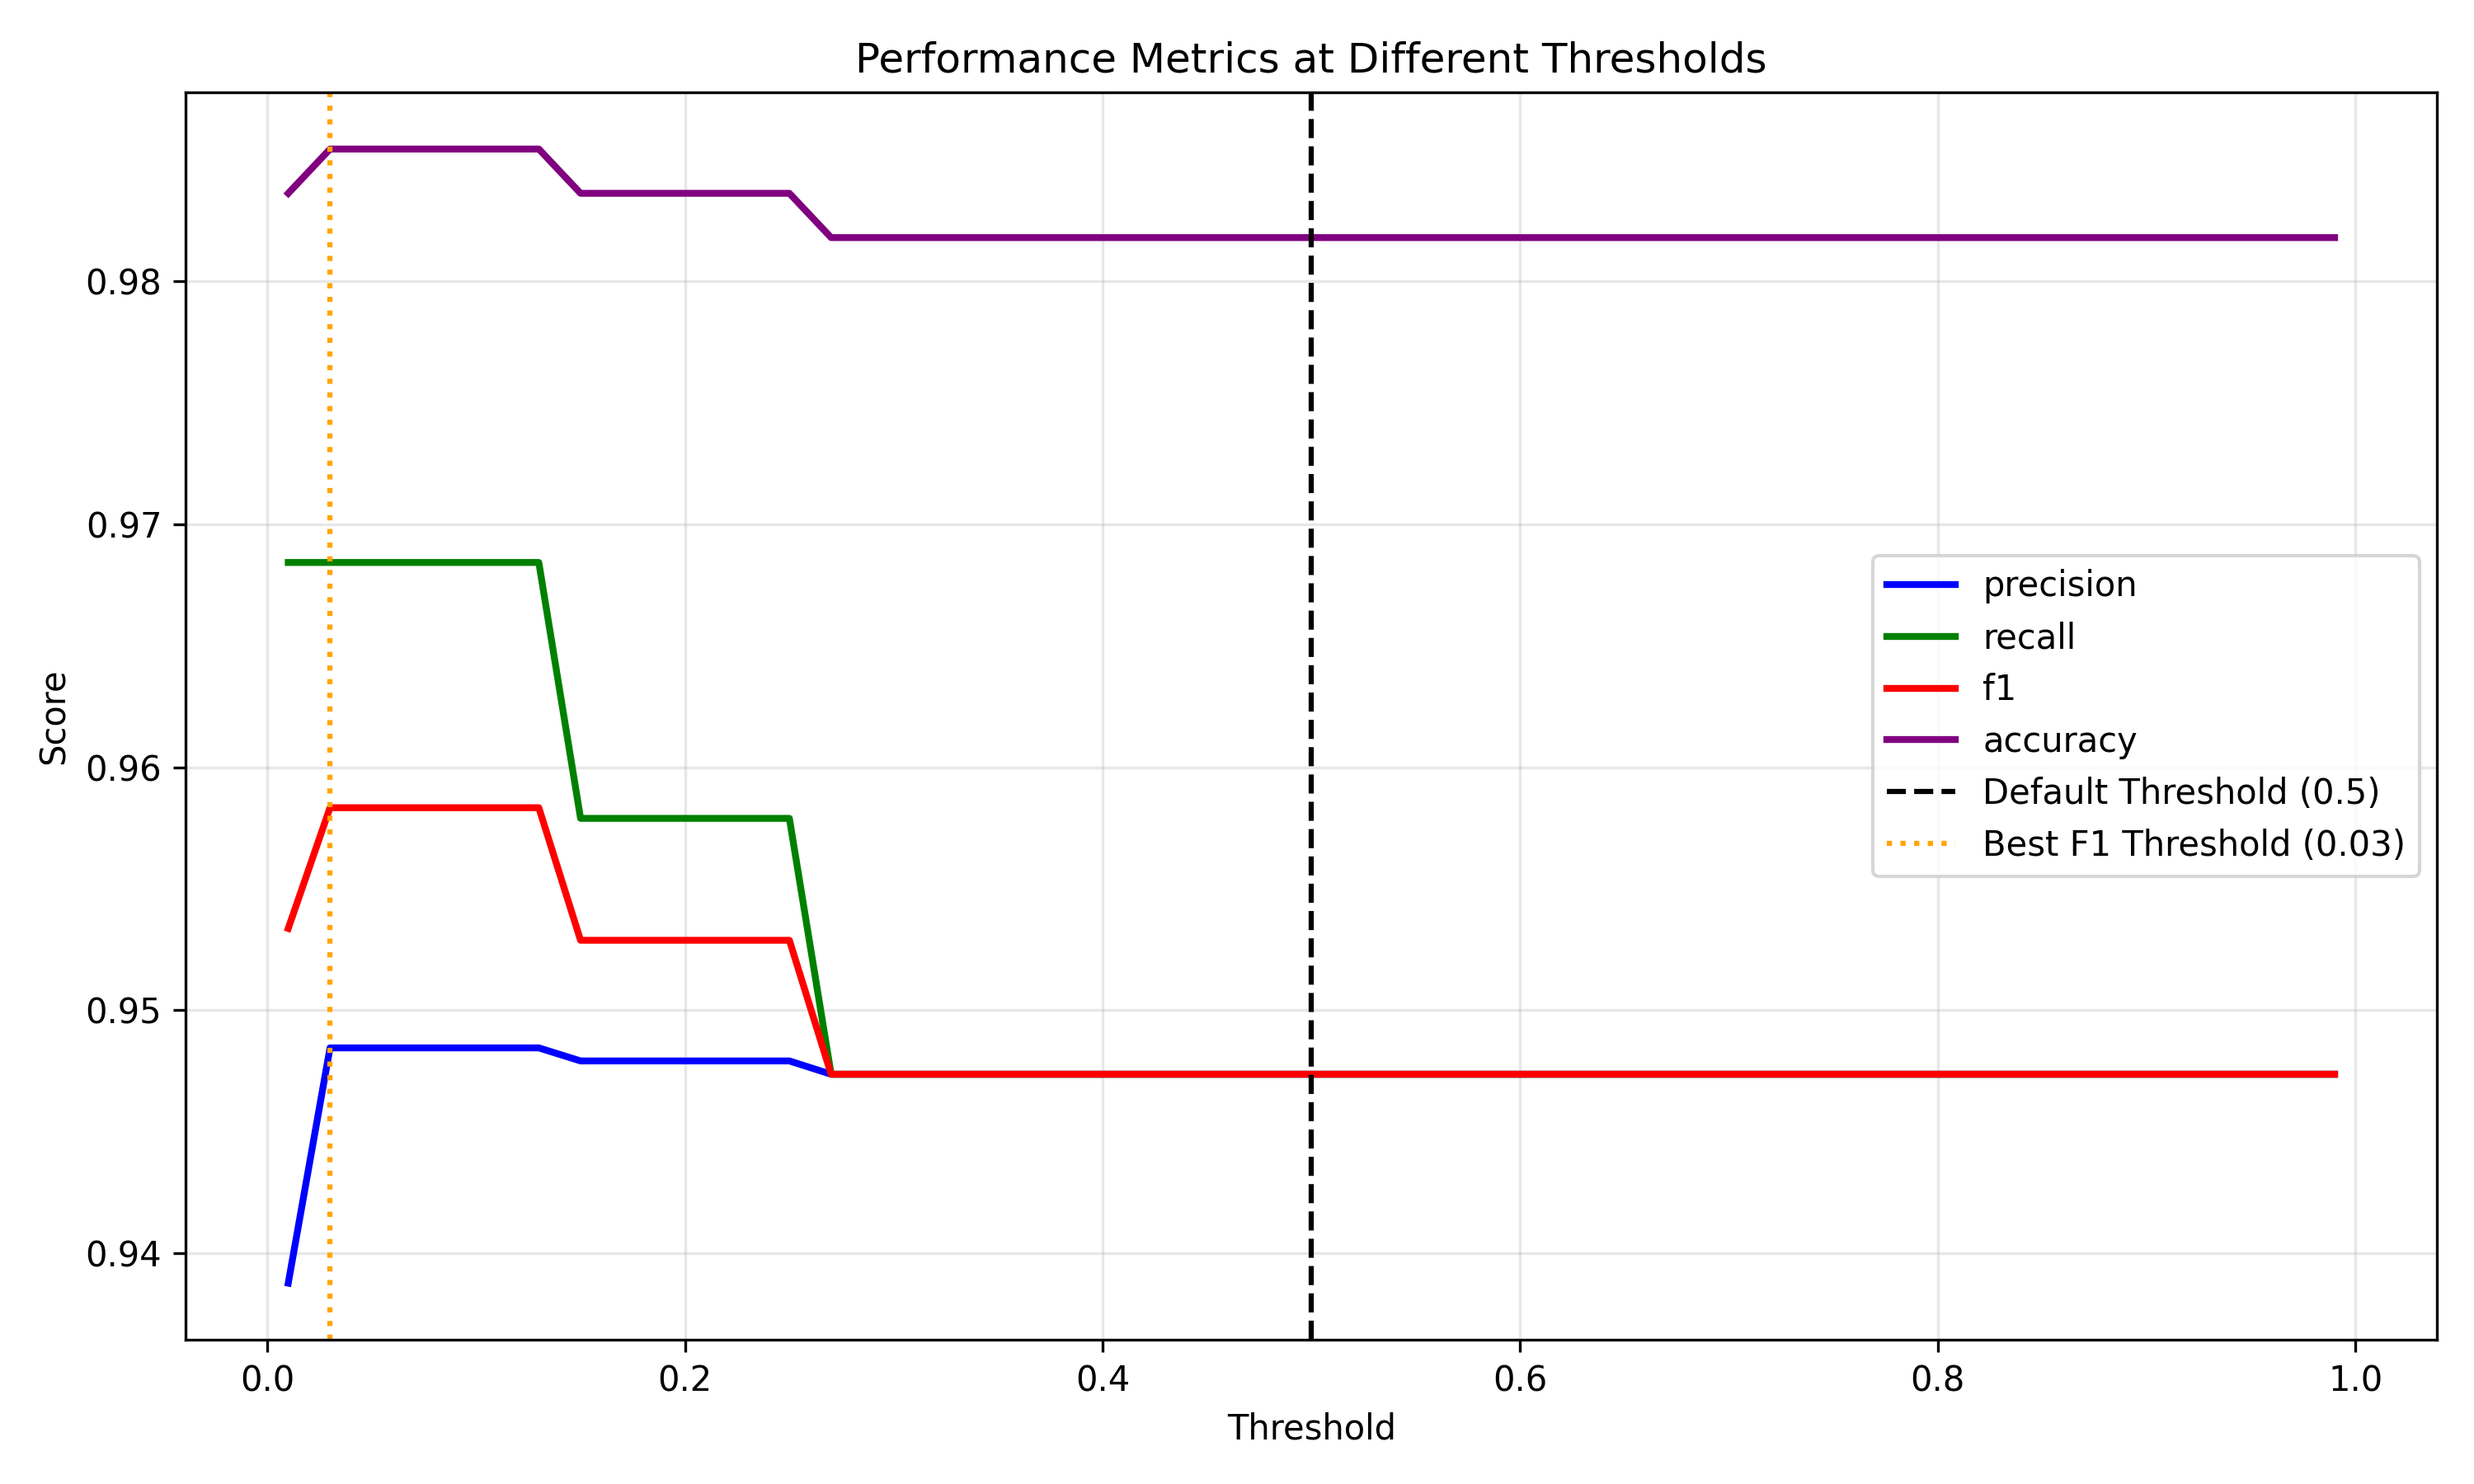 Performance Metrics at Different Thresholds
0.98
0.97
0.96
0.95
0.94
Score
precision
recall
f1
accuracy
Default Threshold (0.5)
Best F1 Threshold (0.03)
0.0 0.2 0.4 0.6 0.8 1.0
Threshold